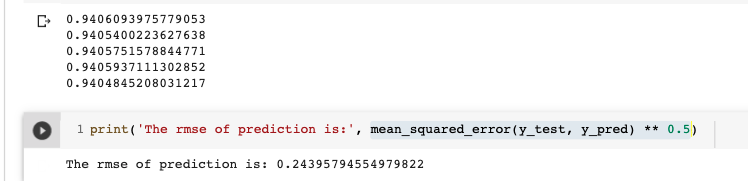 0.9406093975779053
0.9405400223627638
0.9405751578844771
0.9405937111302852
0.9404845208031217
1 print('The rmse of prediction is:', mean_squared_error(y_test, y_pred) ** 0.5)
The rmse of prediction is: 0.24395794554979822